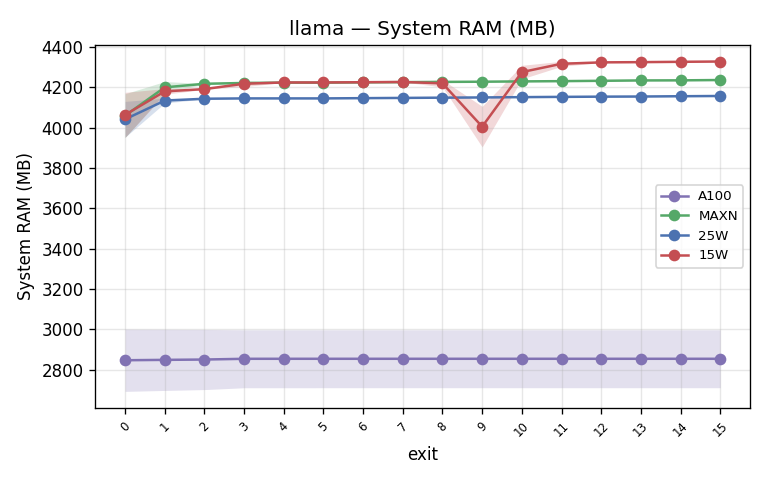 llama — System RAM (MB)
System RAM (MB)
4400
4200
4000
3800
3600
3400
3200
3000
2800
A100
MAXN
25W
15W
0 1 2 3 4 5 6 7 8 9 10 11 12 13 14 15
exit